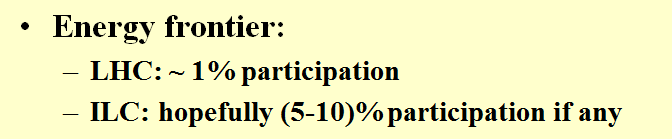 • Energy frontier:
– LHC: ~ 1% participation
– ILC: hopefully (5-10)% participation if any